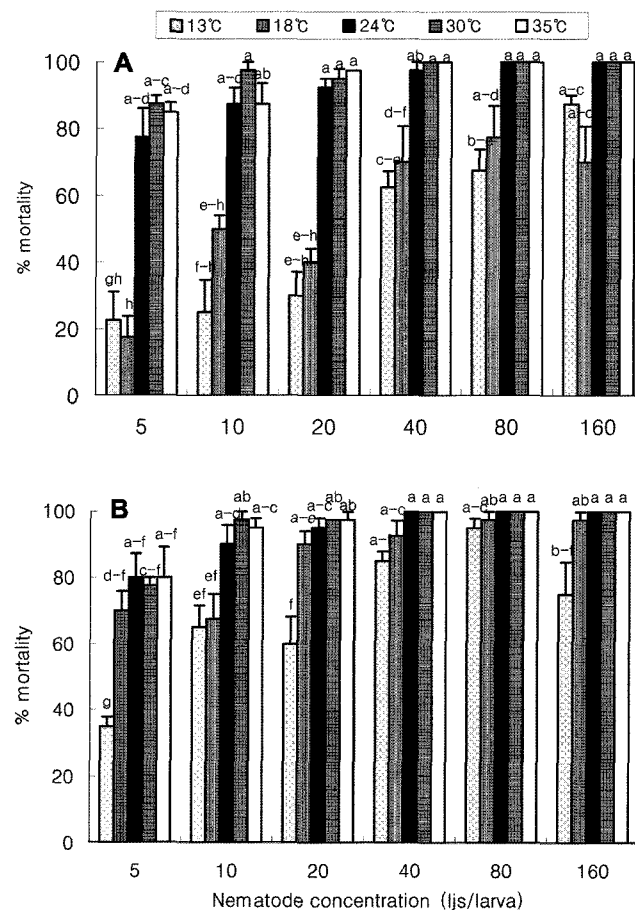 13℃ 18℃ 24℃ 30℃ 35℃
A
% mortality
100
80
60
40
20
0
gh h a-d a-c a-d
f-h e-h a-c a ab
e-h e-h a a a
d-f ab a a
a-d a a a
a-c a-d a a a
5 10 20 40 80 160
B
% mortality
100
80
60
40
20
0
g d-f a-f c-f a-f
ef ef a-d ab a-c
f a-e a-c ab ab
a-c a a a
a-c ab a a a
ab a a a
5 10 20 40 80 160
Nematode concentration (Ijs/larva)